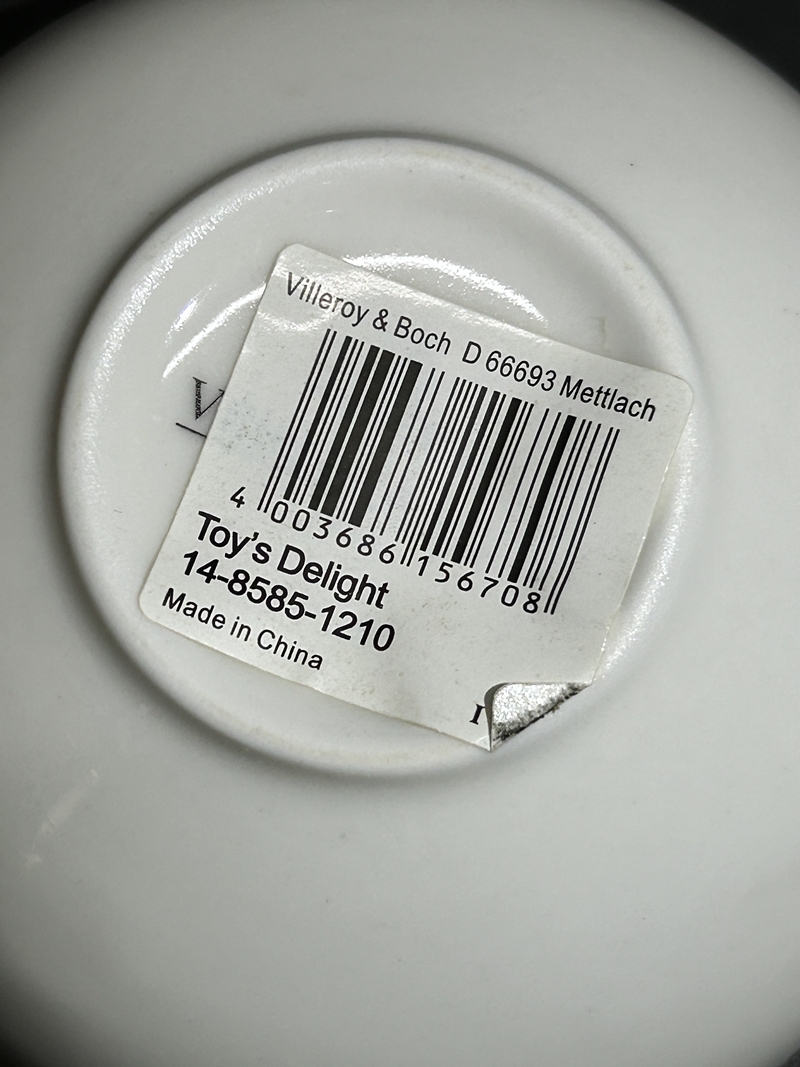 Villeroy & Boch D 66693 Mettlach
4 003686 156708
Toy's Delight
14-8585-1210
Made in China
I
V